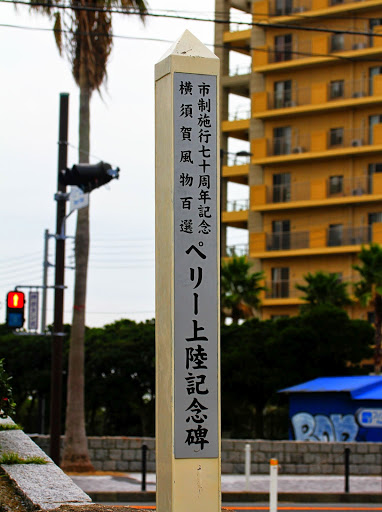 市制施行七十周年記念
横須賀風物百選
ペリー上陸記念碑